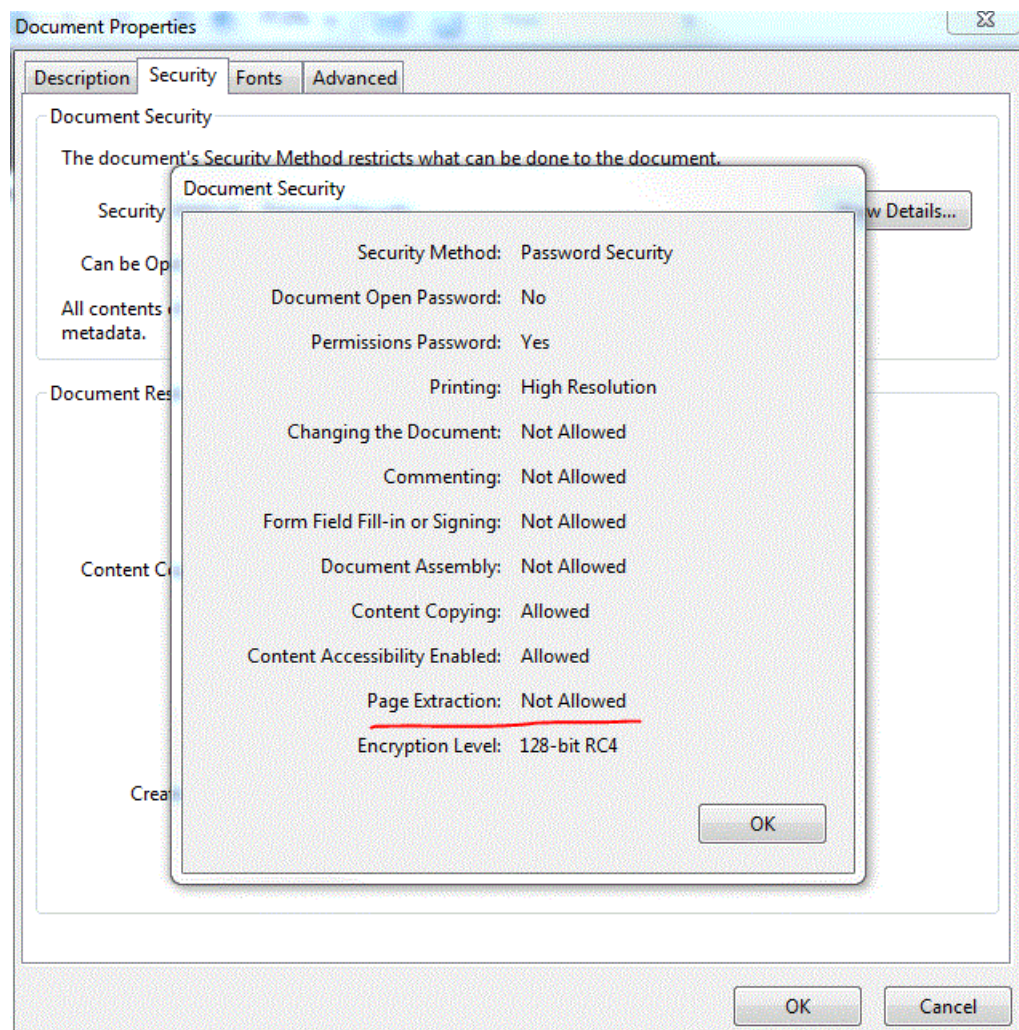 Document Properties
Description Security Fonts Advanced
Document Security
The document's Security Method restricts what can be done to the document.
Document Security
Security
w Details...
Can be Op
All contents
metadata.
Security Method: Password Security
Document Open Password: No
Permissions Password: Yes
Printing: High Resolution
Document Res
Changing the Document: Not Allowed
Commenting: Not Allowed
Form Field Fill-in or Signing: Not Allowed
Document Assembly: Not Allowed
Content C
Content Copying: Allowed
Content Accessibility Enabled: Allowed
Page Extraction: Not Allowed
Encryption Level: 128-bit RC4
Crea
OK
OK Cancel